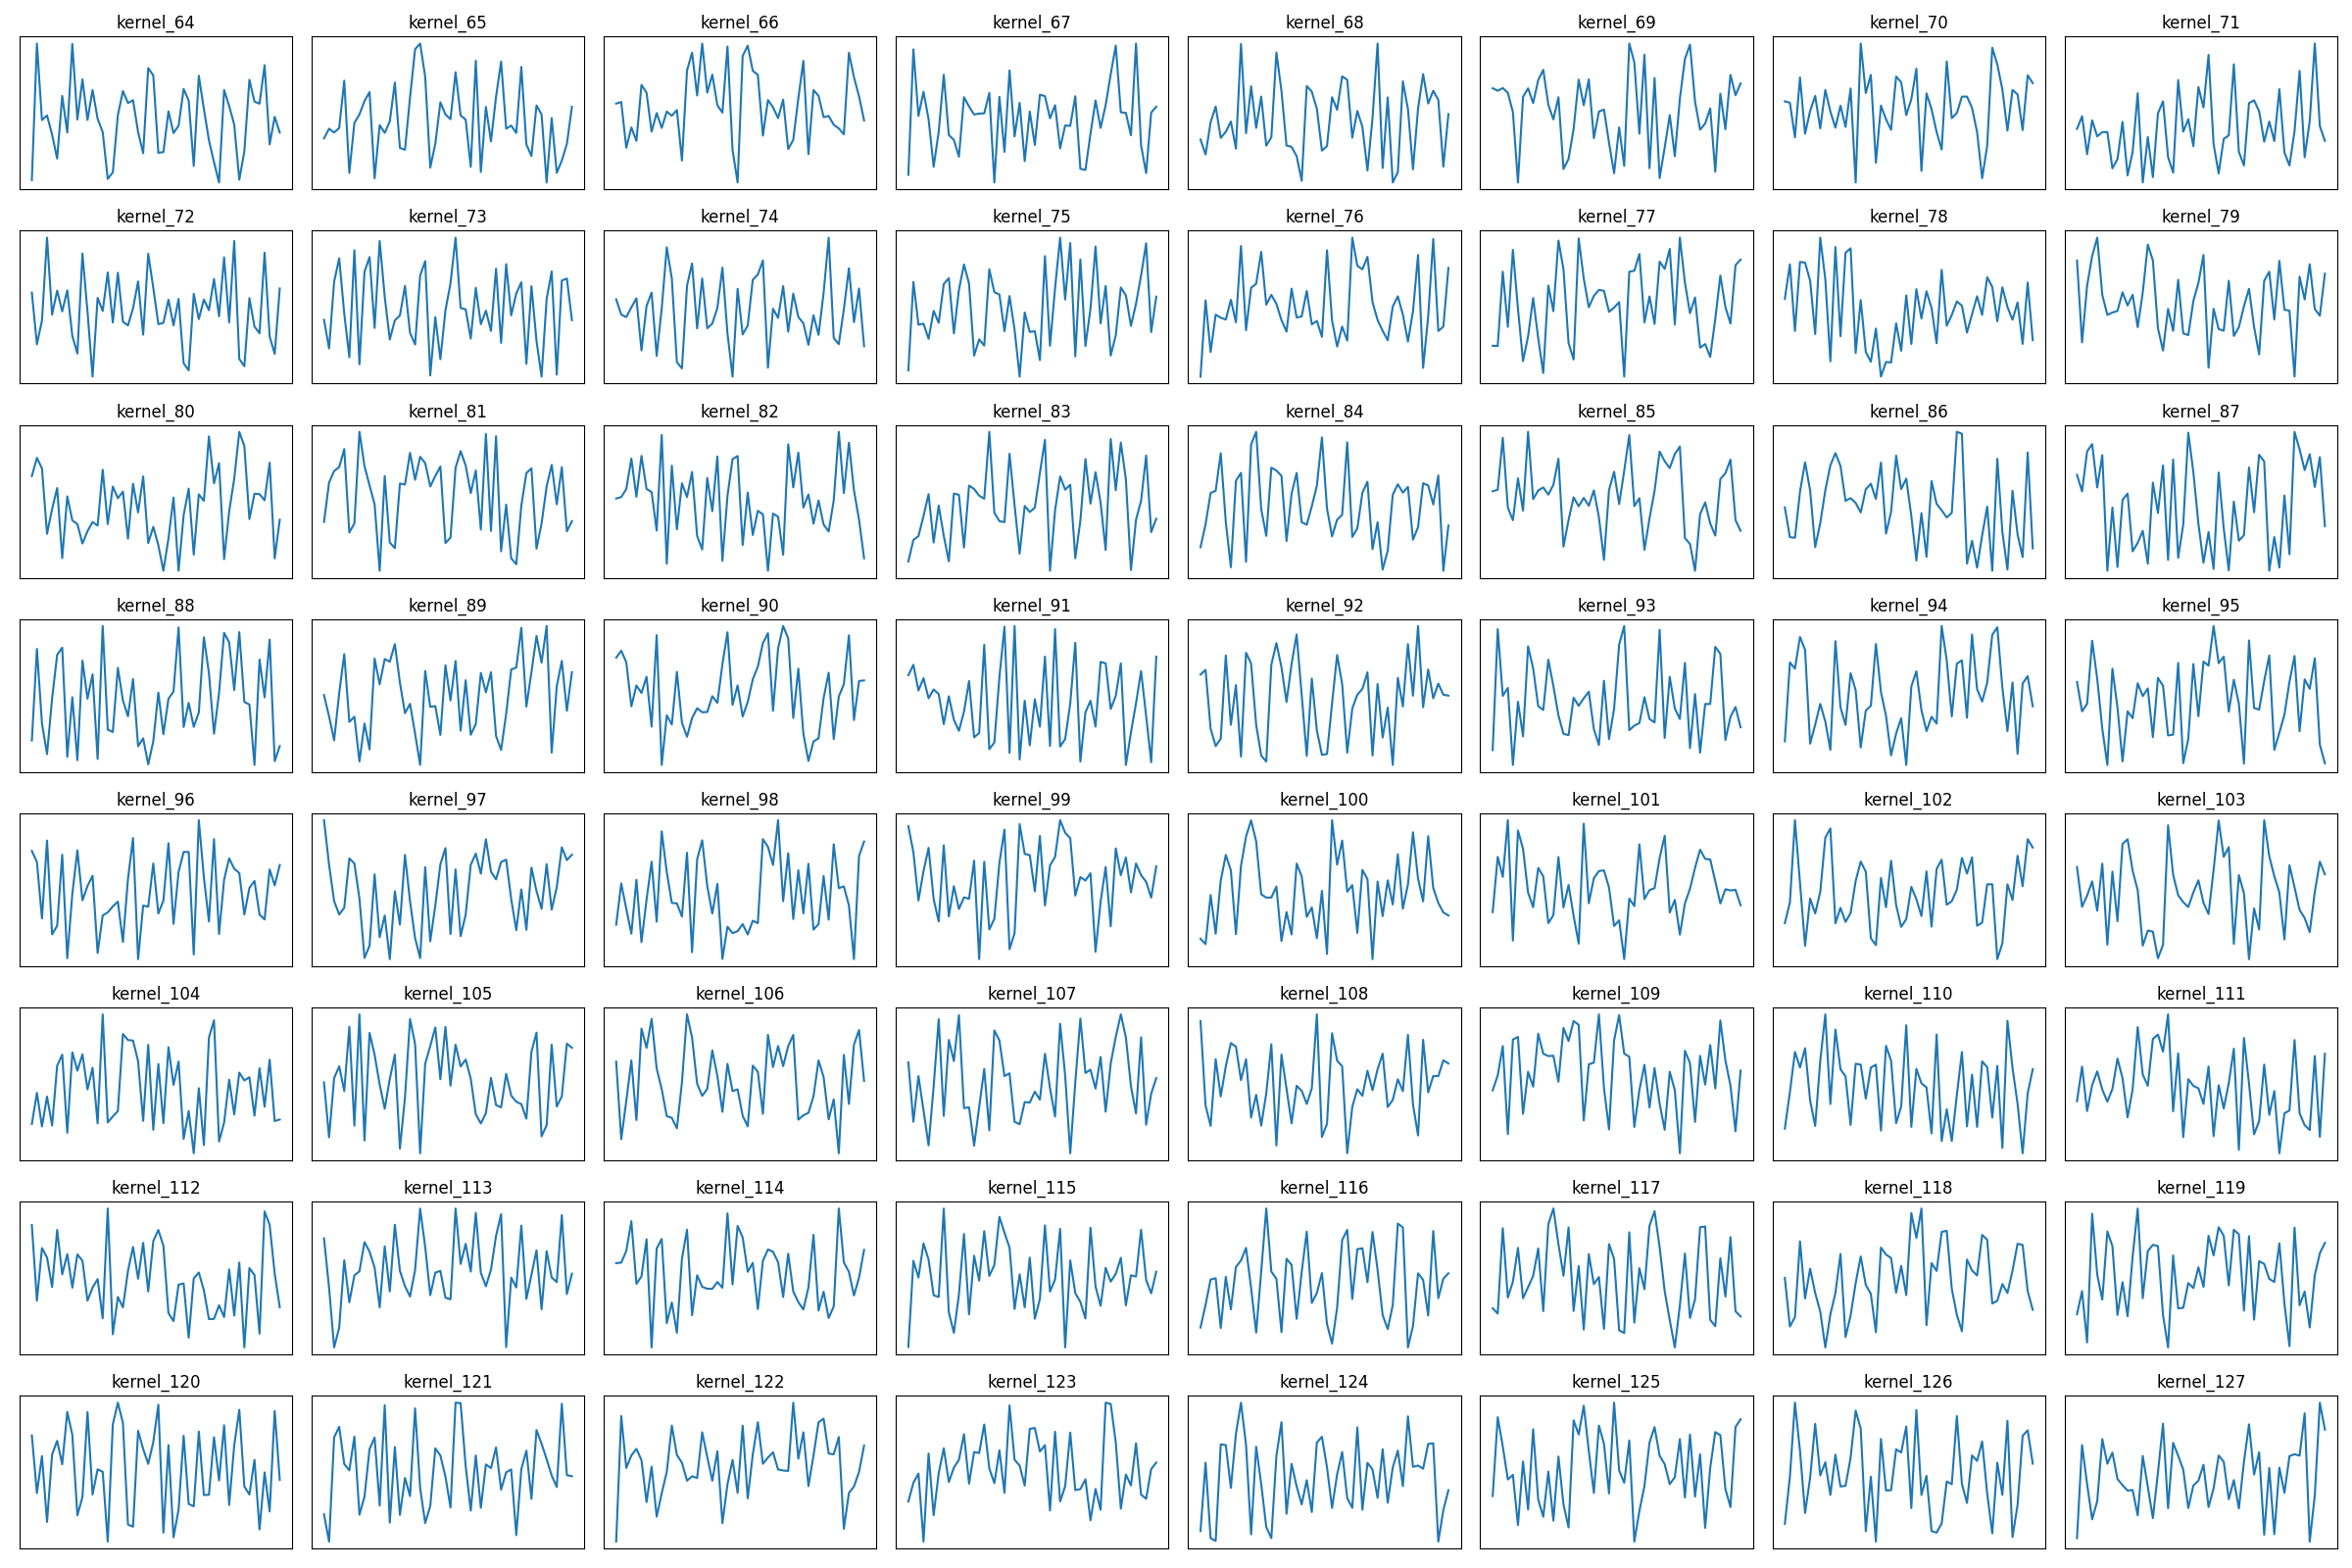 kernel_64 kernel_65 kernel_66 kernel_67 kernel_68 kernel_69 kernel_70 kernel_71
kernel_72 kernel_73 kernel_74 kernel_75 kernel_76 kernel_77 kernel_78 kernel_79
kernel_80 kernel_81 kernel_82 kernel_83 kernel_84 kernel_85 kernel_86 kernel_87
kernel_88 kernel_89 kernel_90 kernel_91 kernel_92 kernel_93 kernel_94 kernel_95
kernel_96 kernel_97 kernel_98 kernel_99 kernel_100 kernel_101 kernel_102 kernel_103
kernel_104 kernel_105 kernel_106 kernel_107 kernel_108 kernel_109 kernel_110 kernel_111
kernel_112 kernel_113 kernel_114 kernel_115 kernel_116 kernel_117 kernel_118 kernel_119
kernel_120 kernel_121 kernel_122 kernel_123 kernel_124 kernel_125 kernel_126 kernel_127